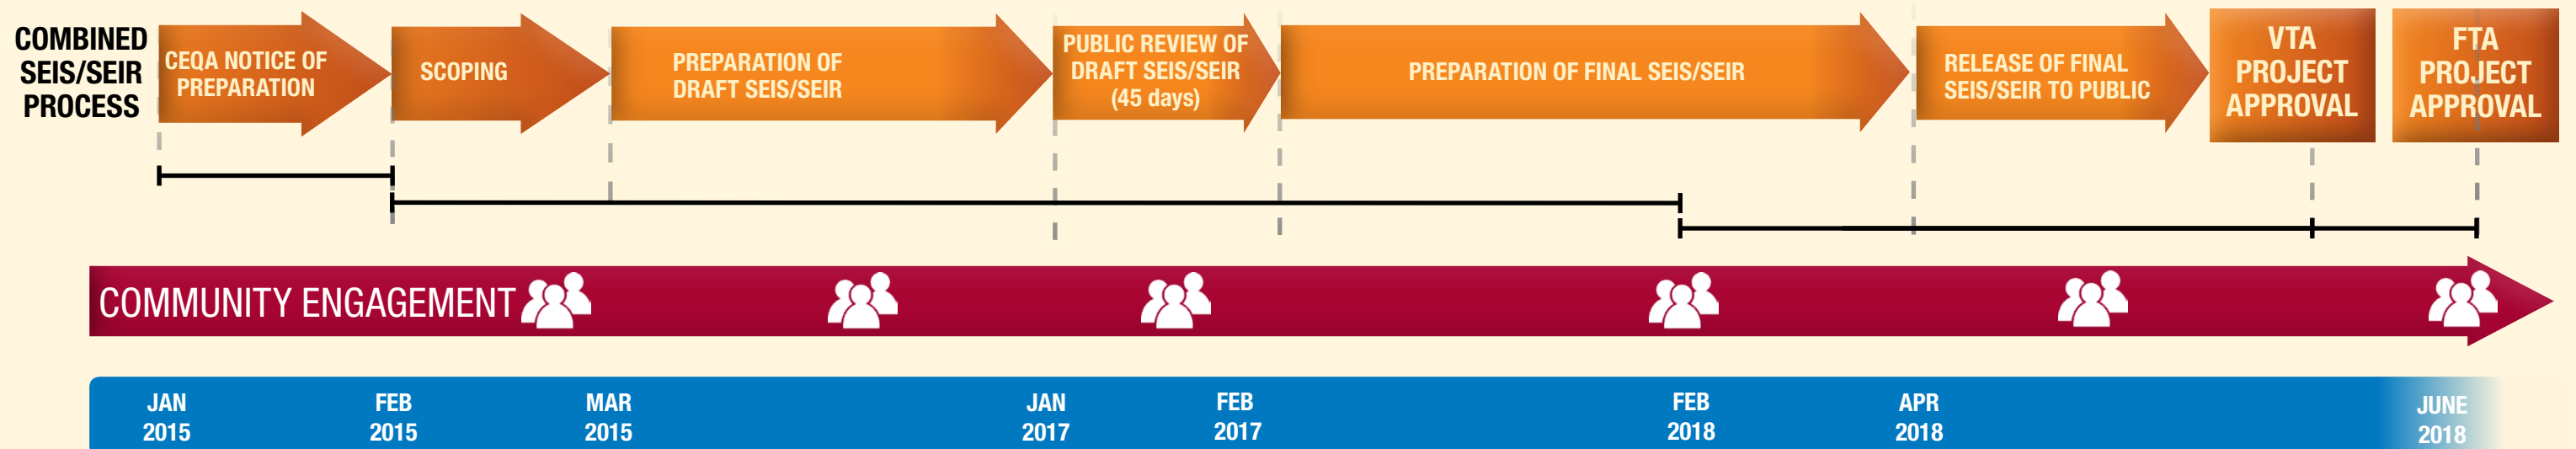 COMBINED
SEIS/SEIR
PROCESS
CEQA NOTICE OF
PREPARATION
SCOPING
PREPARATION OF
DRAFT SEIS/SEIR
PUBLIC REVIEW OF
DRAFT SEIS/SEIR
(45 days)
PREPARATION OF FINAL SEIS/SEIR
RELEASE OF FINAL
SEIS/SEIR TO PUBLIC
VTA
PROJECT
APPROVAL
FTA
PROJECT
APPROVAL
COMMUNITY ENGAGEMENT
JAN
2015
FEB
2015
MAR
2015
JAN
2017
FEB
2017
FEB
2018
APR
2018
JUNE
2018